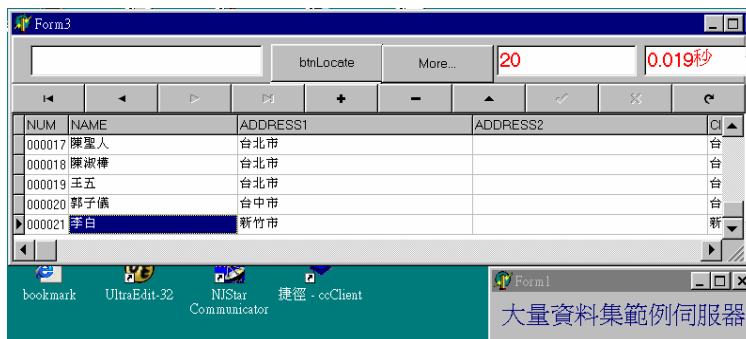 Form3
btnLocate More... 20 0.019秒
NUM NAME ADDRESS1 ADDRESS2
000017 陳聖人 台北市 台
000018 陳淑樺 台北市 台
000019 王五 台北市 台
000020 郭子儀 台中市 台
000021 李白 新竹市 新
bookmark UltraEdit-32 NJStar Communicator 捷徑 - ccClient
Form1
大量資料集範例伺服器